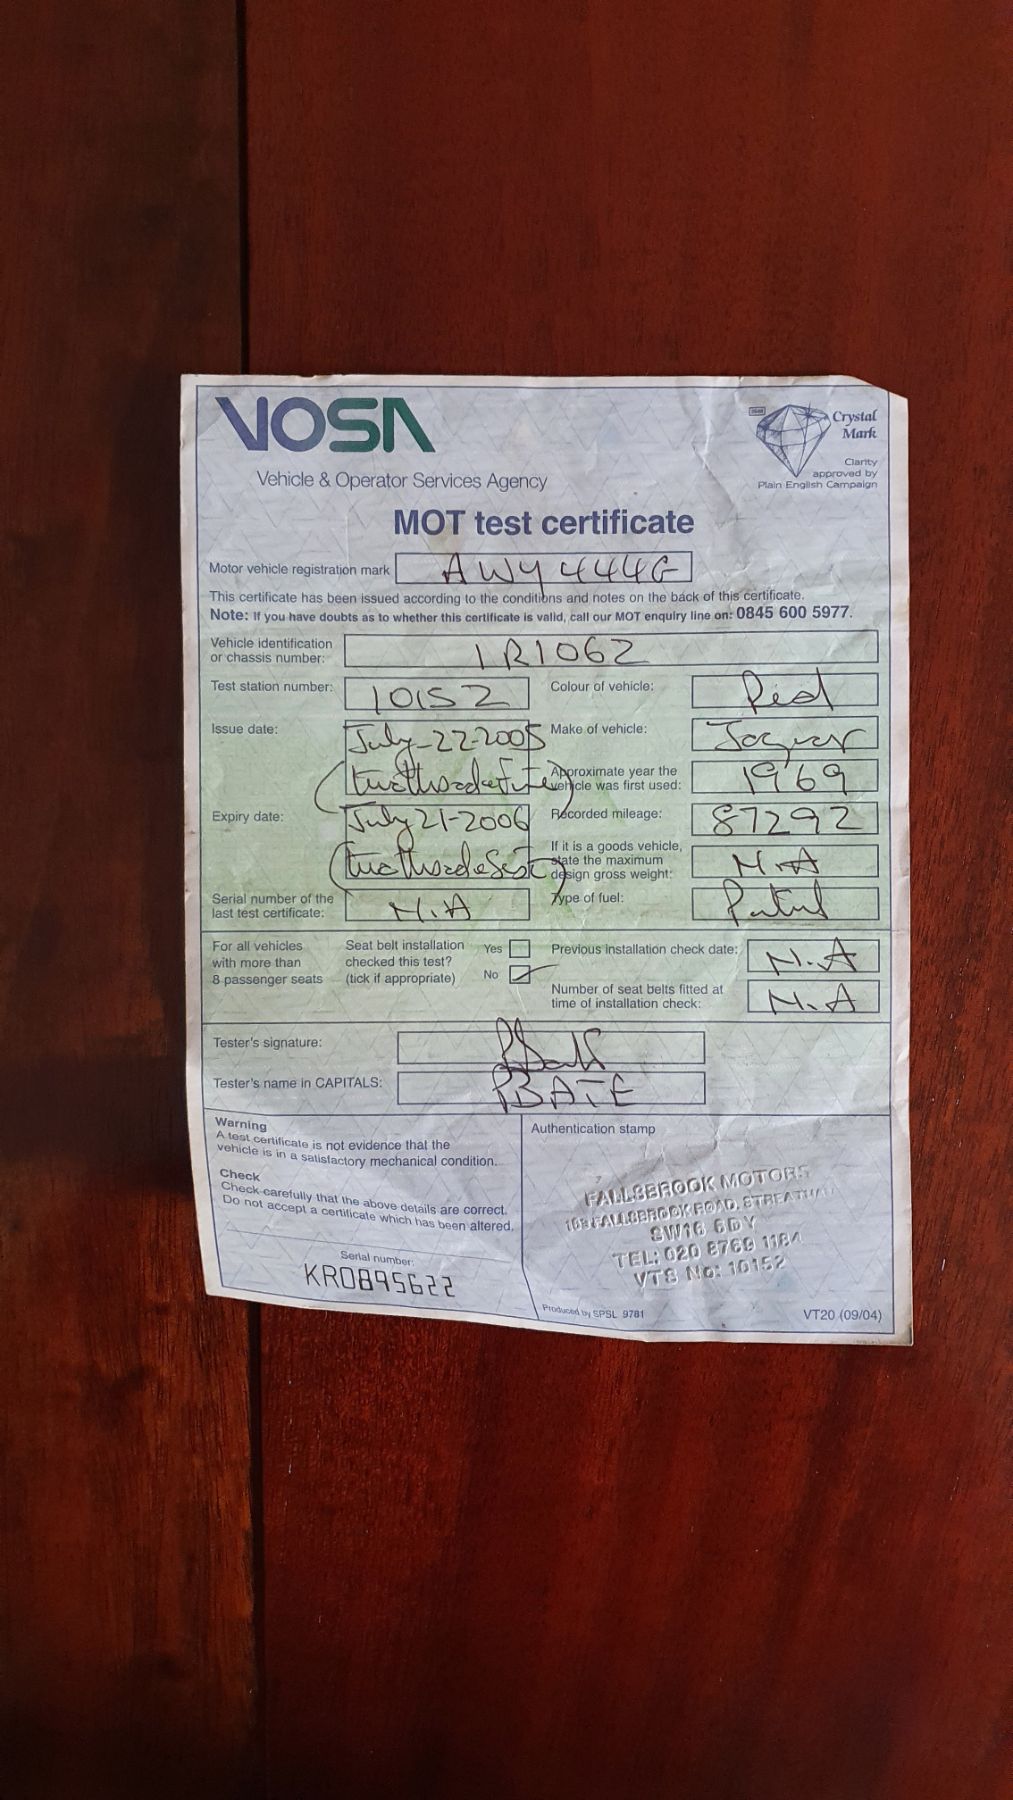 VOSA
Vehicle & Operator Services Agency
Crystal
Mark
Clarity
approved by
Plain English Campaign
MOT test certificate
Motor vehicle registration mark AWY 444G
This certificate has been issued according to the conditions and notes on the back of this certificate.
Note: If you have doubts as to whether this certificate is valid, call our MOT enquiry line on: 0845 600 5977.
Vehicle identification
or chassis number: 1R1062
Test station number: 10152 Colour of vehicle: Red
Issue date: July-22-2005 Make of vehicle: Jaguar
Approximate year the
vehicle was first used: 1969
Expiry date: July 21-2006 Recorded mileage: 87292
If it is a goods vehicle,
state the maximum
design gross weight: N.A
Serial number of the
last test certificate: N.A Type of fuel: Petrol
For all vehicles
with more than
8 passenger seats
Seat belt installation
checked this test?
(tick if appropriate)
Yes
No
Previous installation check date: N.A
Number of seat belts fitted at
time of installation check: N.A
Tester's signature:
Tester's name in CAPITALS: PBATE
Warning
A test certificate is not evidence that the
vehicle is in a satisfactory mechanical condition.
Check
Check carefully that the above details are correct.
Do not accept a certificate which has been altered.
Serial number:
KR0895622
Authentication stamp
FALLSBROOK MOTORS
FALLSBROOK ROAD, STREATHAM
SW16 6DY
TEL: 020 8769 1184
VTS No: 10152
Produced by SPSL 9781
VT20 (09/04)